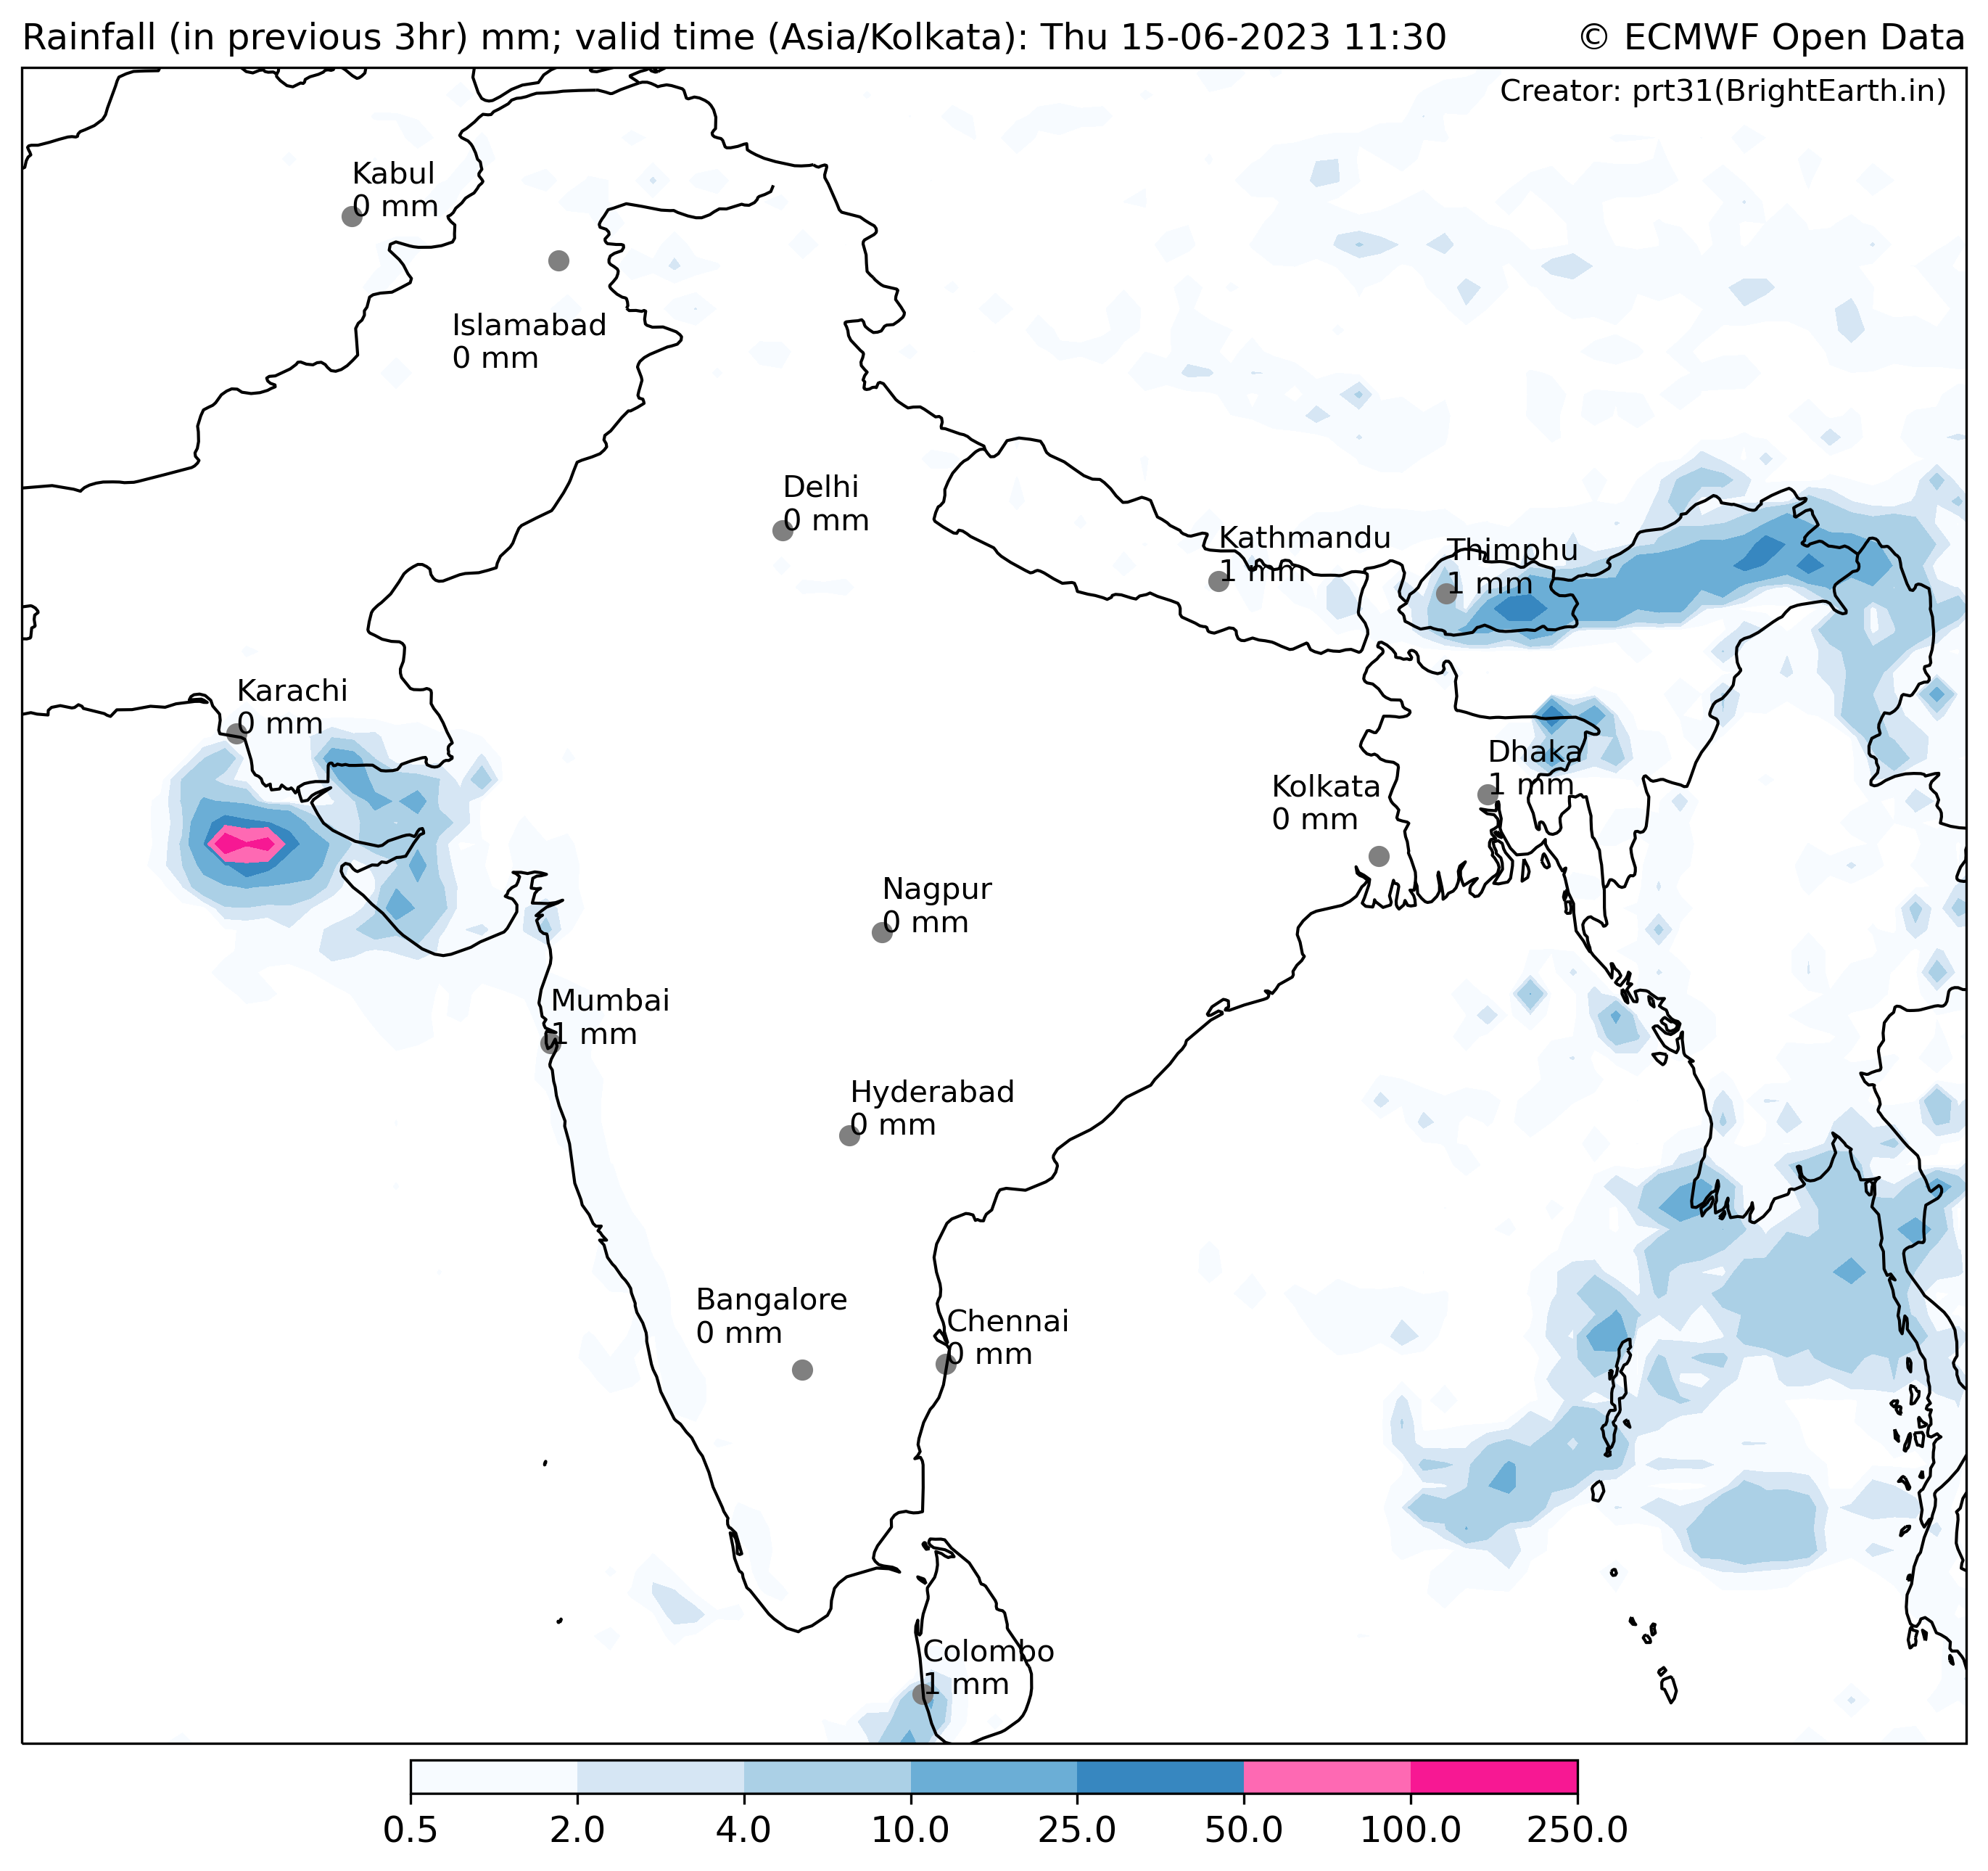 Rainfall (in previous 3hr) mm; valid time (Asia/Kolkata): Thu 15-06-2023 11:30
© ECMWF Open Data
Creator: prt31(BrightEarth.in)
Kabul
0 mm
Islamabad
0 mm
Delhi
0 mm
Kathmandu
1 mm
Thimphu
1 mm
Karachi
0 mm
Dhaka
1 mm
Kolkata
0 mm
Nagpur
0 mm
Mumbai
1 mm
Hyderabad
0 mm
Bangalore
0 mm
Chennai
0 mm
Colombo
1 mm
0.5 2.0 4.0 10.0 25.0 50.0 100.0 250.0